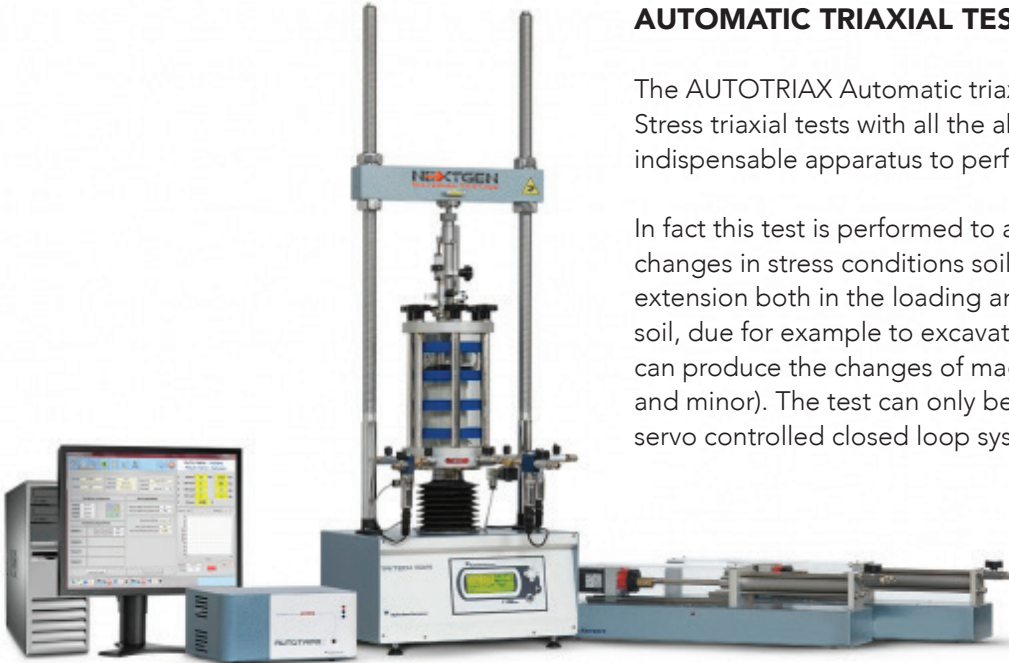 AUTOMATIC TRIAXIAL TES
The AUTOTRIAX Automatic triax
Stress triaxial tests with all the a
indispensable apparatus to perf
In fact this test is performed to a
changes in stress conditions soil
extension both in the loading an
soil, due for example to excavat
can produce the changes of mag
and minor). The test can only be
servo controlled closed loop sys
NEXTGEN
MATERIAL TESTING
AUTOTRIAX